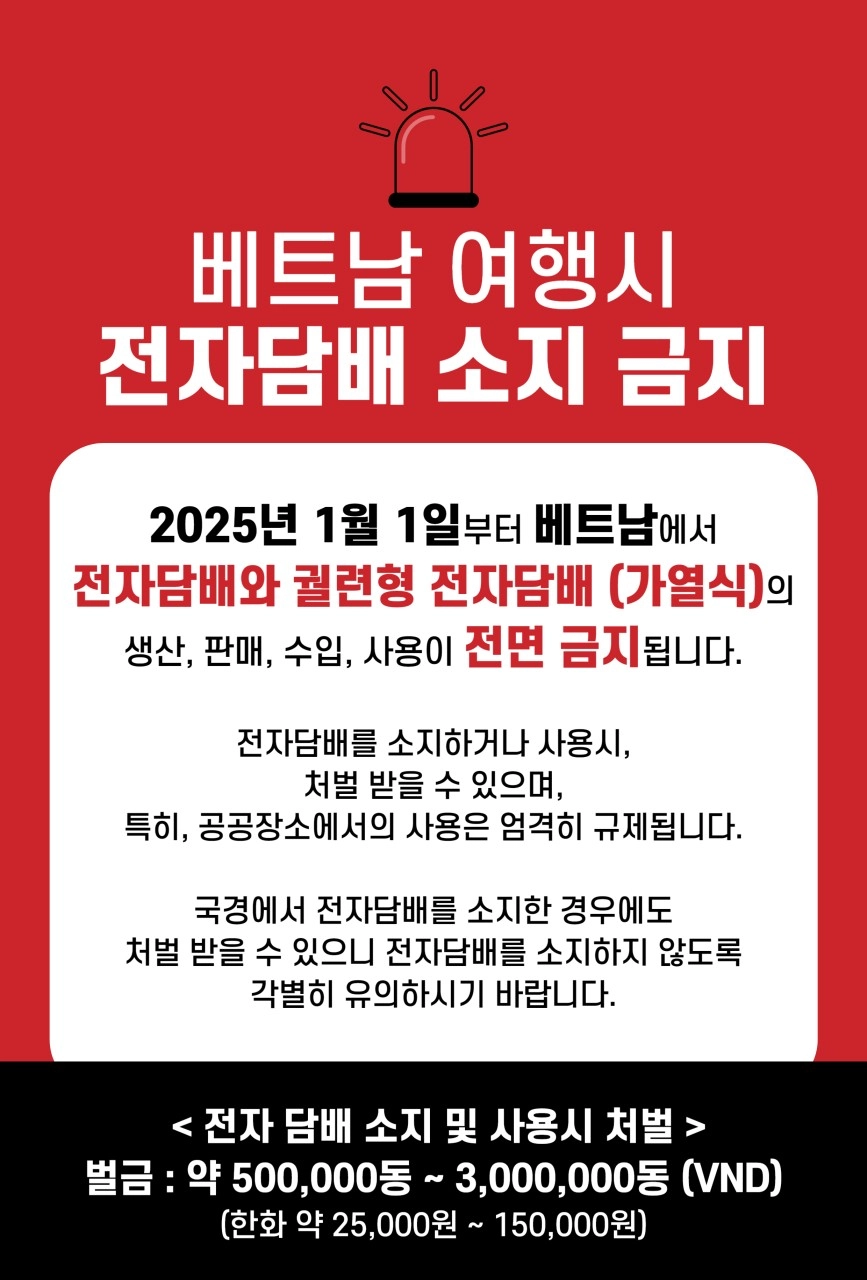 베트남 여행시
전자담배 소지 금지
2025년 1월 1일부터 베트남에서
전자담배와 궐련형 전자담배 (가열식)의
생산, 판매, 수입, 사용이 전면 금지됩니다.
전자담배를 소지하거나 사용시,
처벌 받을 수 있으며,
특히, 공공장소에서의 사용은 엄격히 규제됩니다.
국경에서 전자담배를 소지한 경우에도
처벌 받을 수 있으니 전자담배를 소지하지 않도록
각별히 유의하시기 바랍니다.
< 전자 담배 소지 및 사용시 처벌 >
벌금 : 약 500,000동 ~ 3,000,000동 (VND)
(한화 약 25,000원 ~ 150,000원)